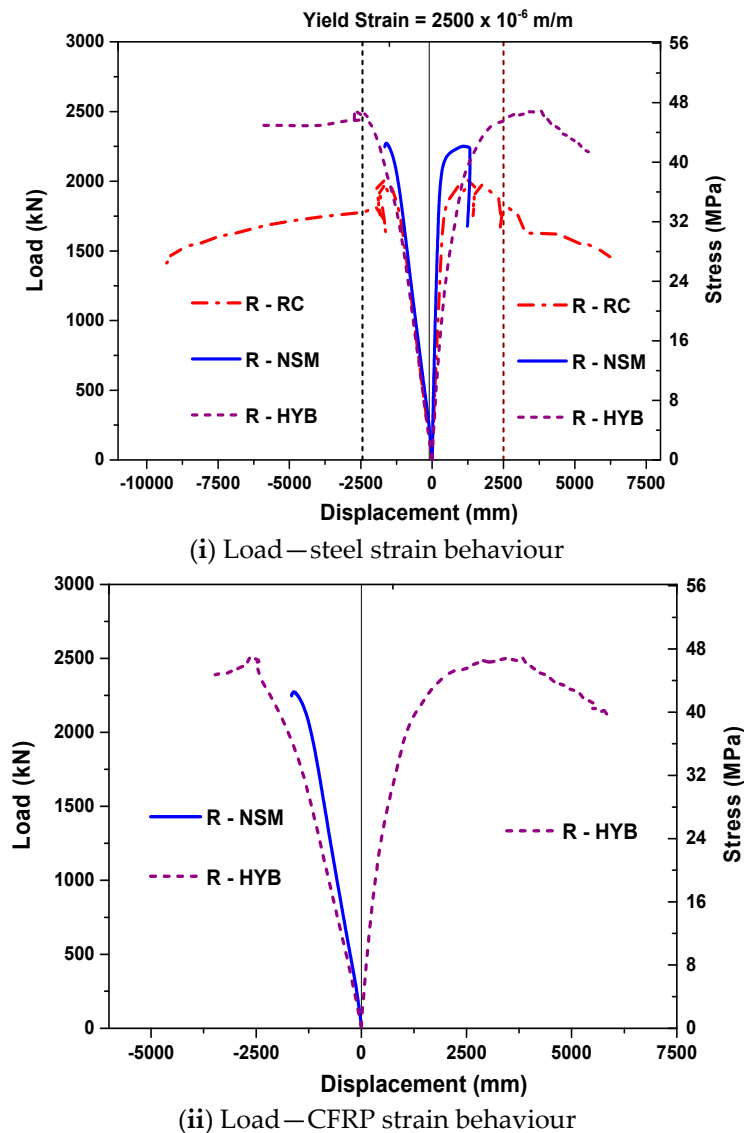 Yield Strain = 2500 x 10⁻⁶ m/m
Load (kN)
3000
2500
2000
1500
1000
500
0
R - RC
R - NSM
R - HYB
R - RC
R - NSM
R - HYB
56
48
40
32
24
16
8
0
Stress (MPa)
-10000 -7500 -5000 -2500 0 2500 5000 7500
Displacement (mm)
(i) Load—steel strain behaviour
Load (kN)
3000
2500
2000
1500
1000
500
0
R - NSM
R - HYB
R - HYB
56
48
40
32
24
16
8
0
Stress (MPa)
-5000 -2500 0 2500 5000 7500
Displacement (mm)
(ii) Load—CFRP strain behaviour